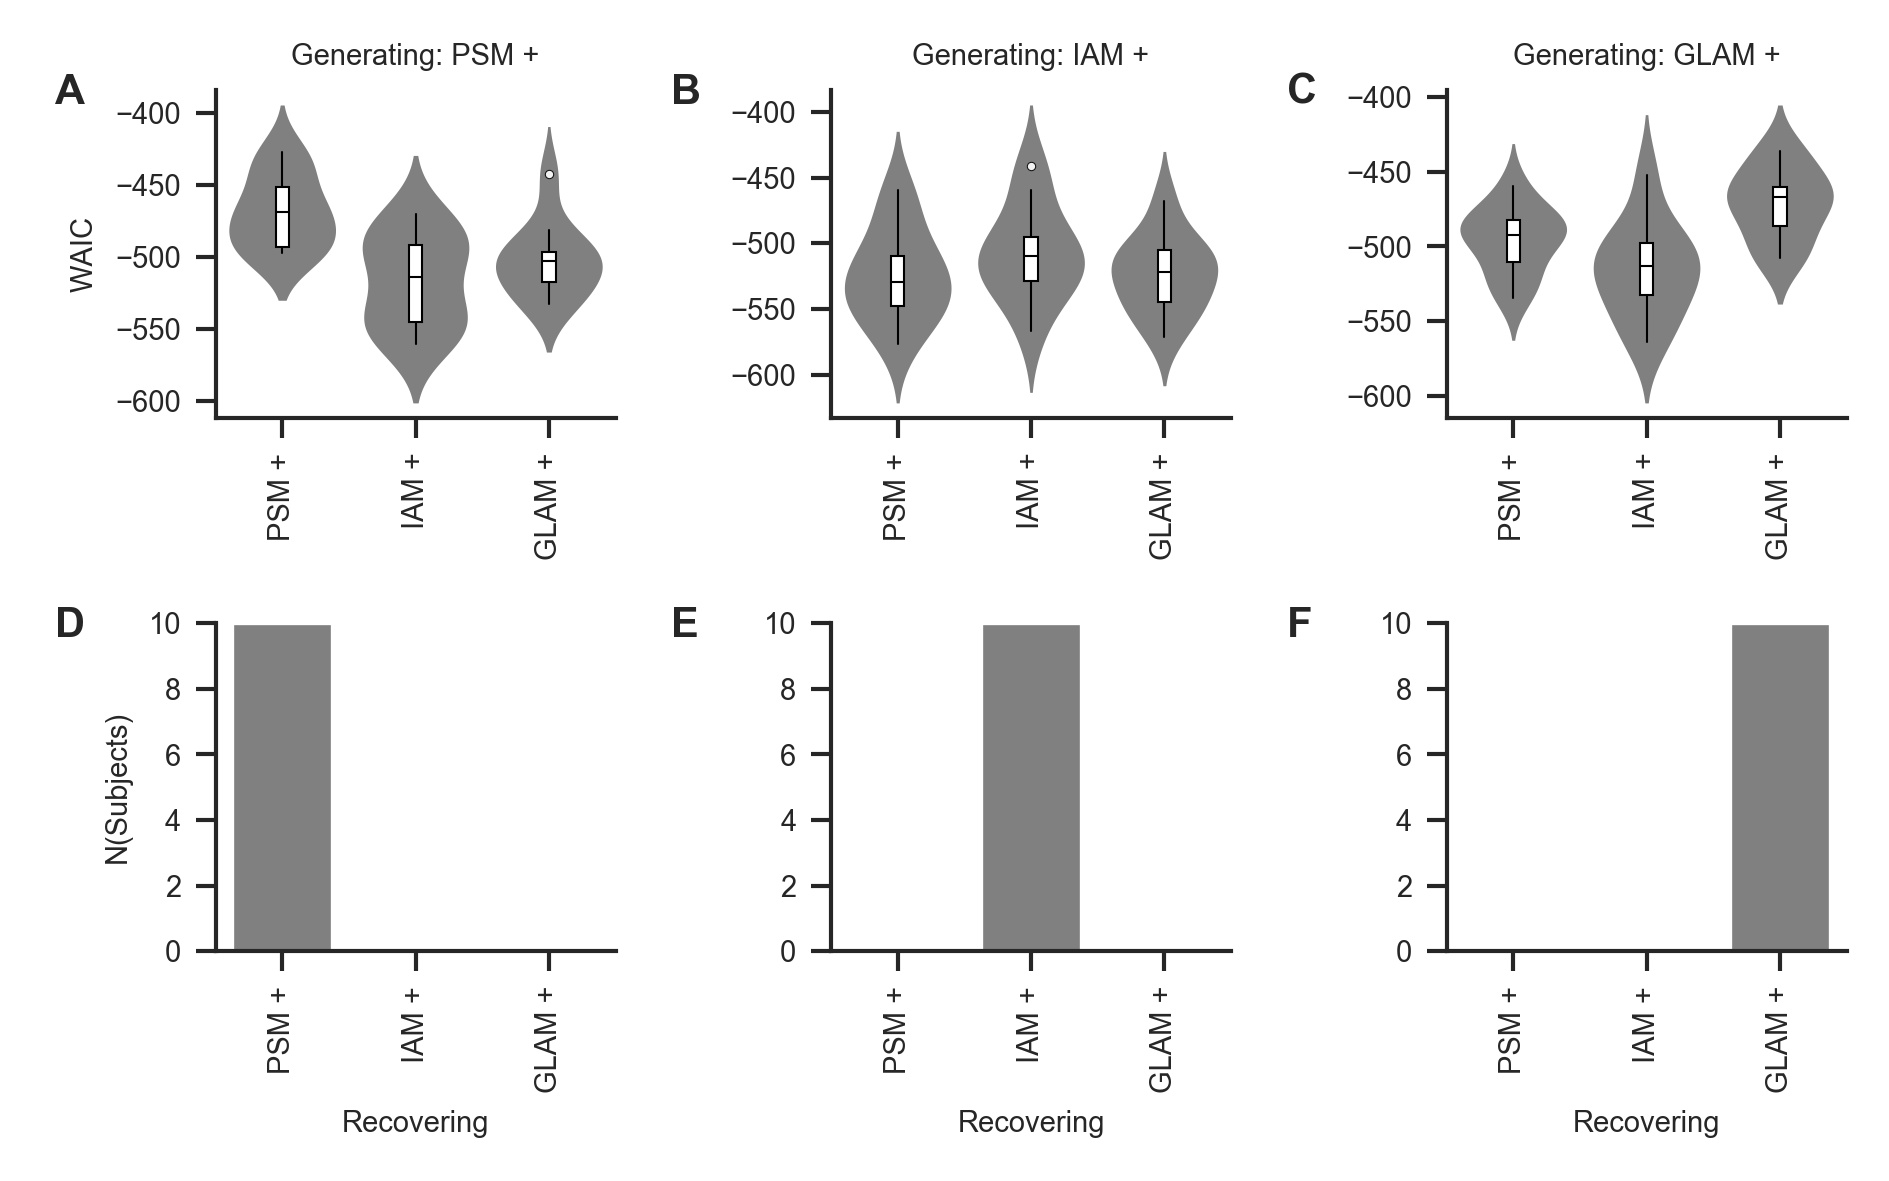 Generating: PSM +
Generating: IAM +
Generating: GLAM +
A
−400
−450
−500
−550
−600
WAIC
PSM +
IAM +
GLAM +
B
−400
−450
−500
−550
−600
PSM +
IAM +
GLAM +
C
−400
−450
−500
−550
−600
PSM +
IAM +
GLAM +
D
10
8
6
4
2
0
N(Subjects)
PSM +
IAM +
GLAM +
Recovering
E
10
8
6
4
2
0
PSM +
IAM +
GLAM +
Recovering
F
10
8
6
4
2
0
PSM +
IAM +
GLAM +
Recovering